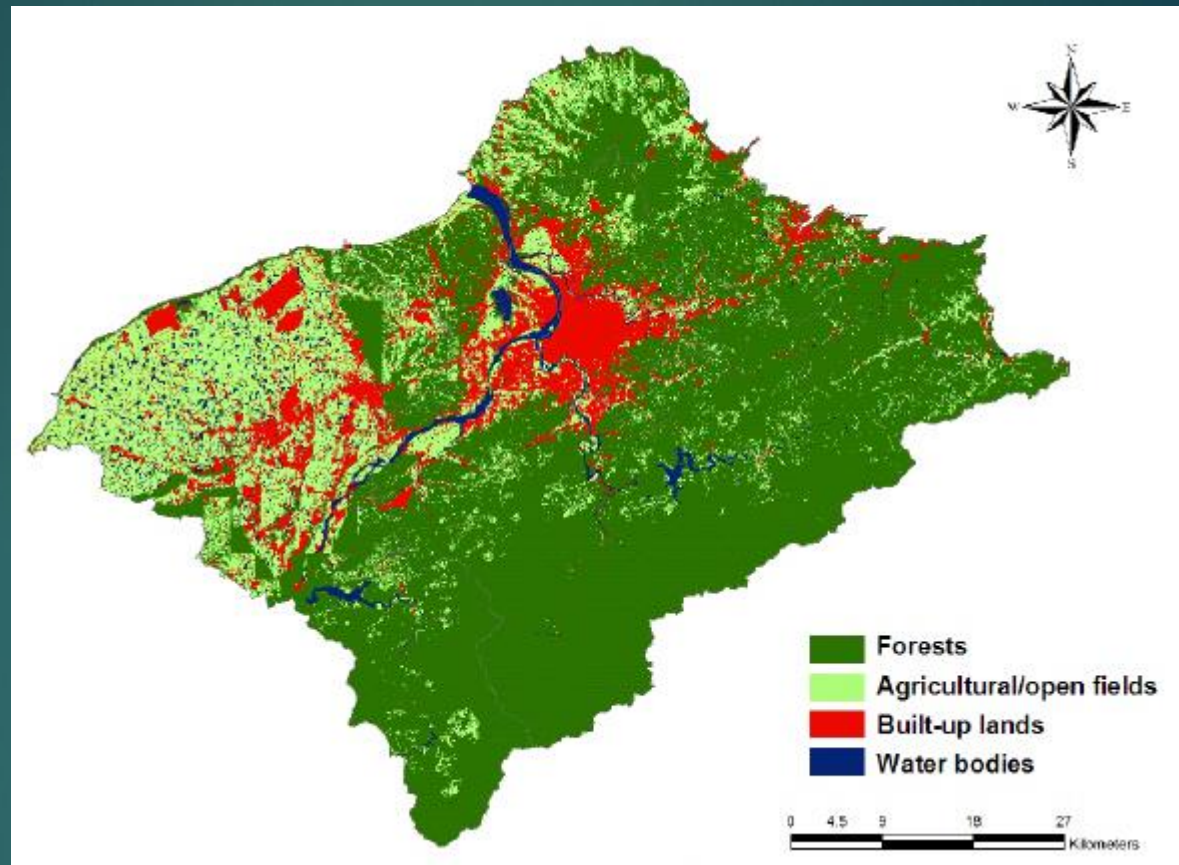 N
W E
S
Forests
Agricultural/open fields
Built-up lands
Water bodies
0 4.5 9 18 27
Kilometers